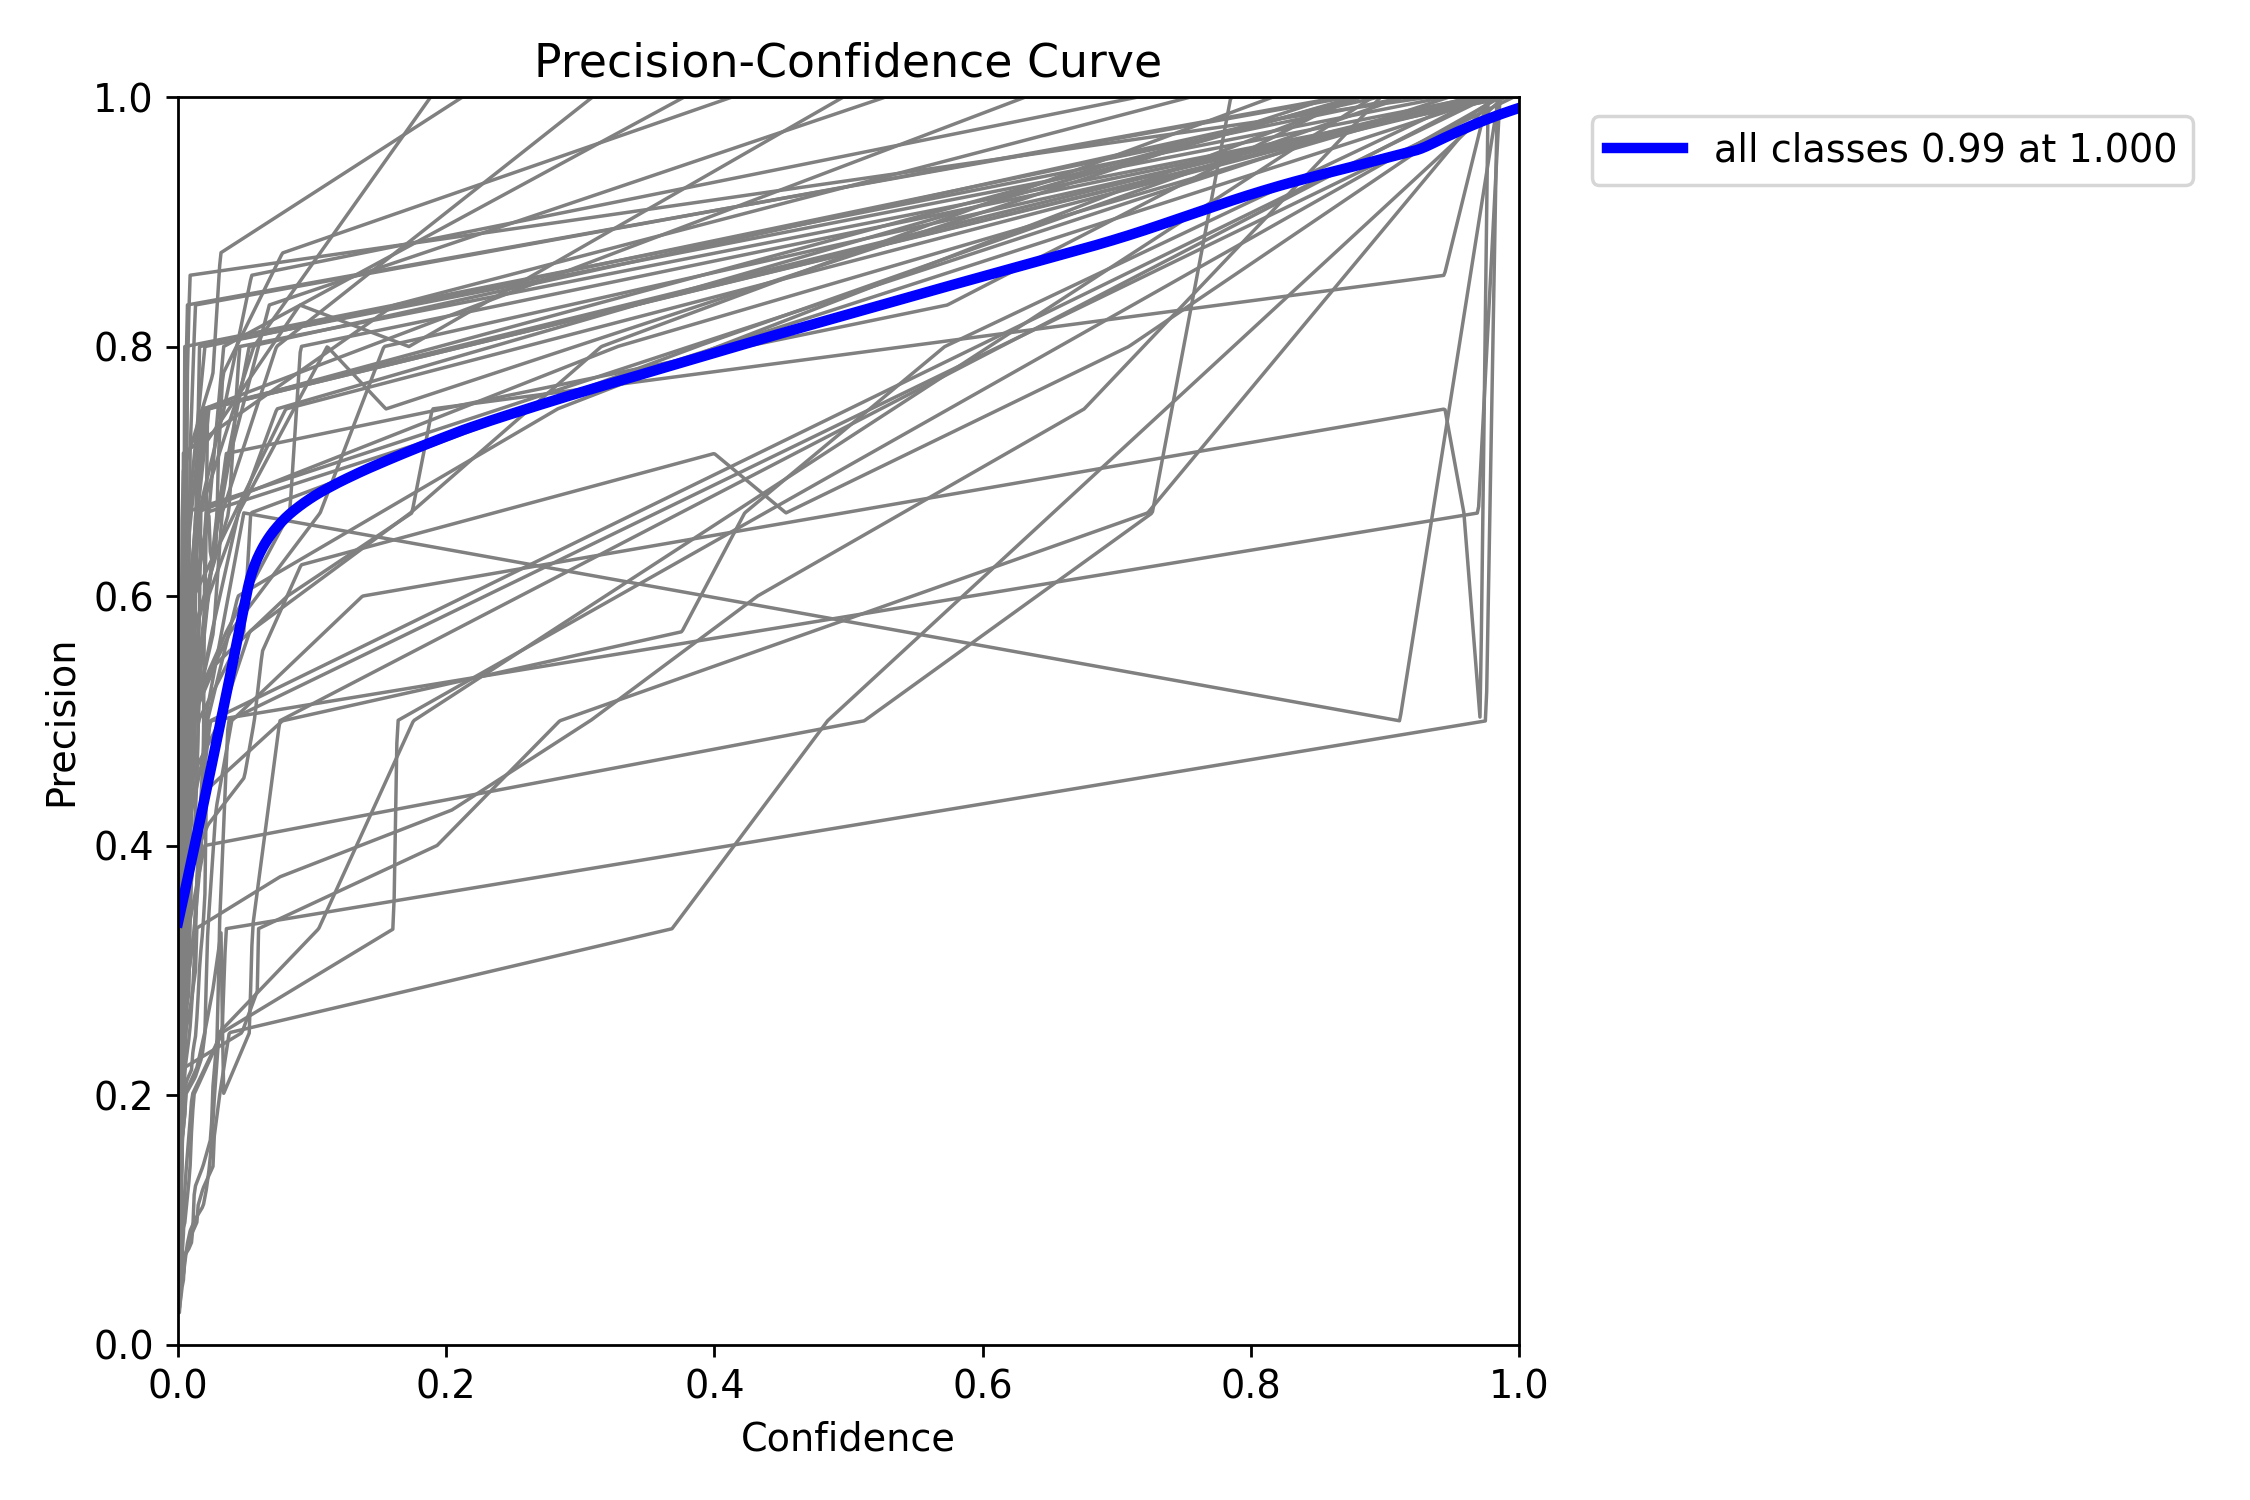 Precision-Confidence Curve
all classes 0.99 at 1.000
Precision
1.0
0.8
0.6
0.4
0.2
0.0
0.0 0.2 0.4 0.6 0.8 1.0
Confidence